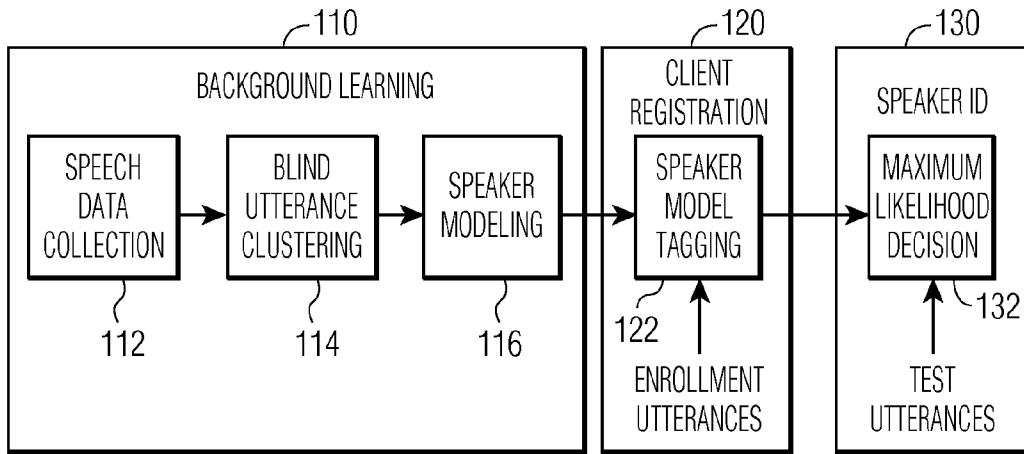 110
BACKGROUND LEARNING
SPEECH
DATA
COLLECTION
112
BLIND
UTTERANCE
CLUSTERING
114
SPEAKER
MODELING
116
120
CLIENT
REGISTRATION
SPEAKER
MODEL
TAGGING
122
ENROLLMENT
UTTERANCES
130
SPEAKER ID
MAXIMUM
LIKELIHOOD
DECISION
132
TEST
UTTERANCES